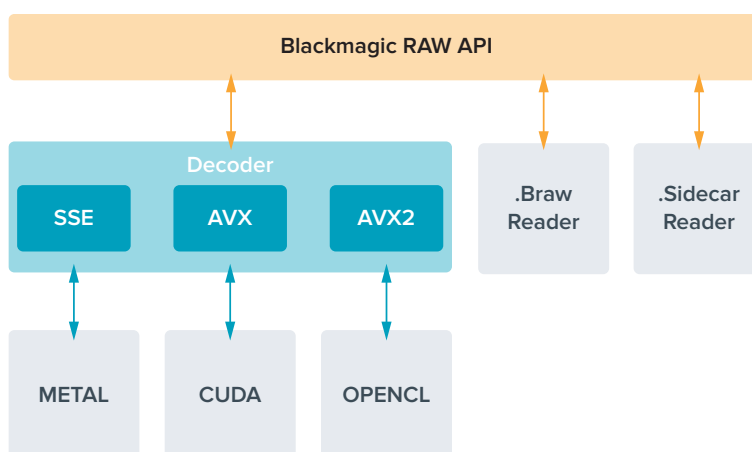 Blackmagic RAW API
Decoder
SSE
AVX
AVX2
.Braw
Reader
.Sidecar
Reader
METAL
CUDA
OPENCL